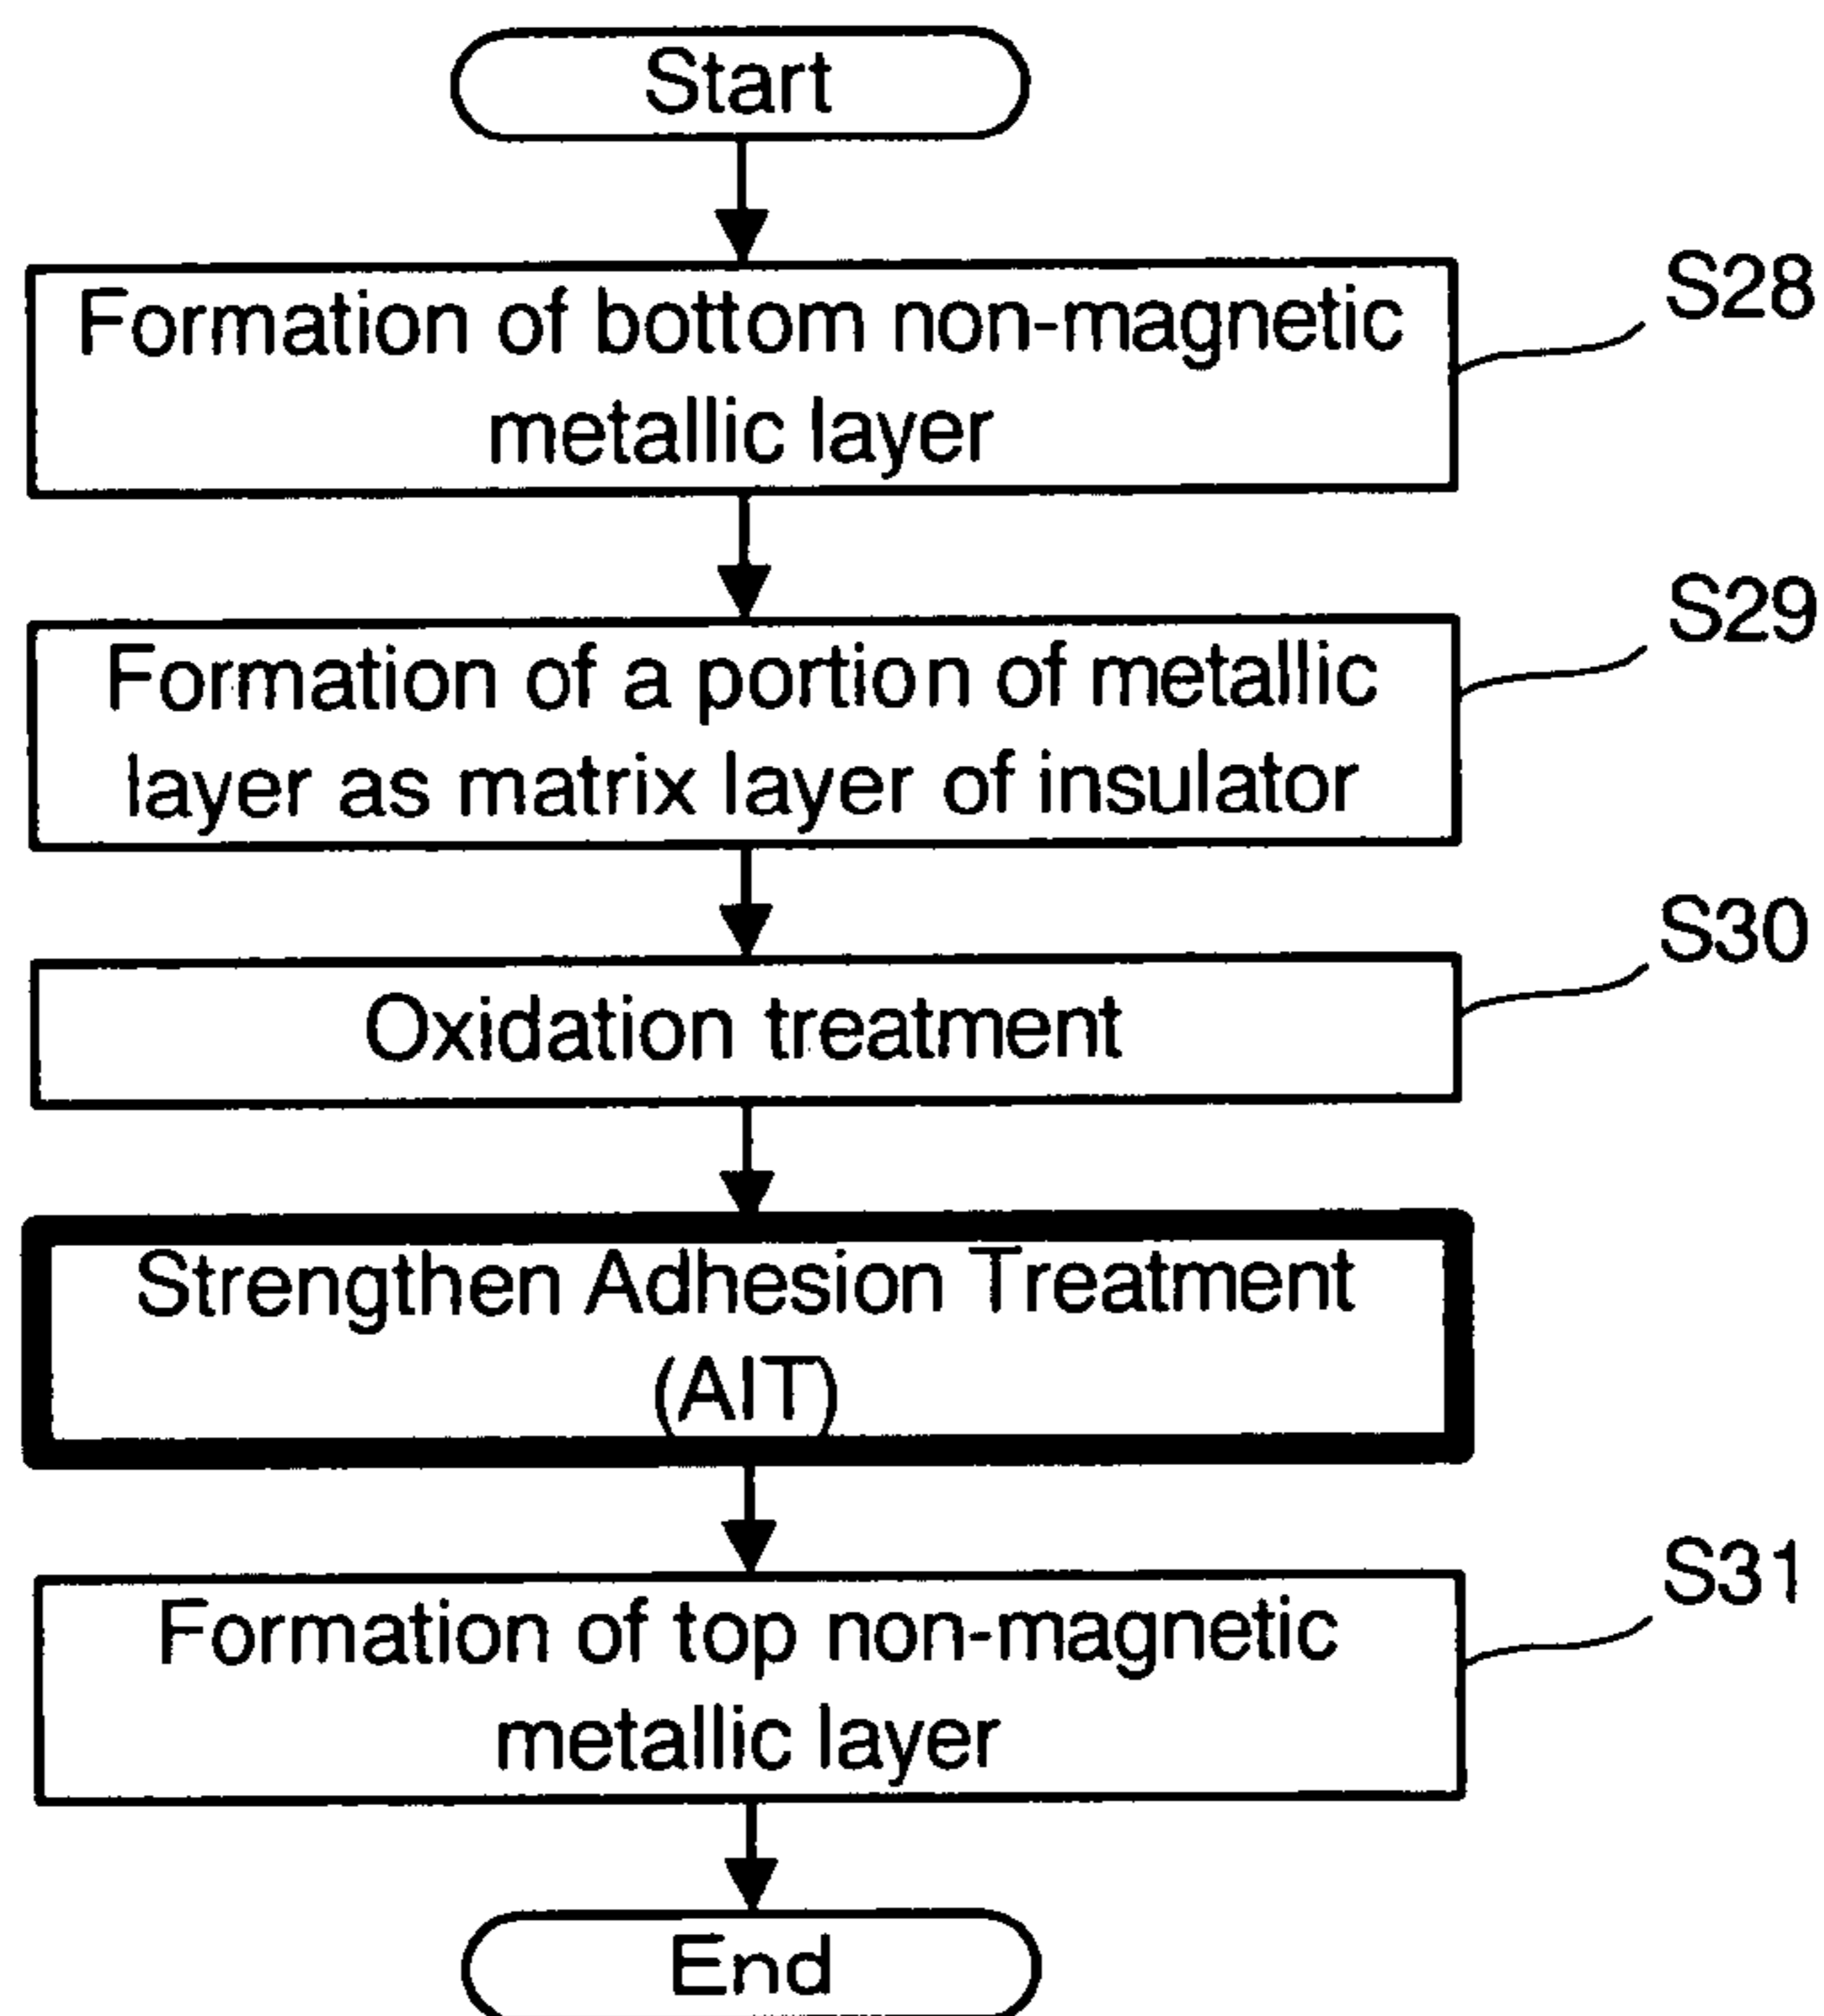 Start
Formation of bottom non-magnetic
metallic layer
S28
Formation of a portion of metallic
layer as matrix layer of insulator
S29
Oxidation treatment
S30
Strengthen Adhesion Treatment
(AIT)
Formation of top non-magnetic
metallic layer
S31
End